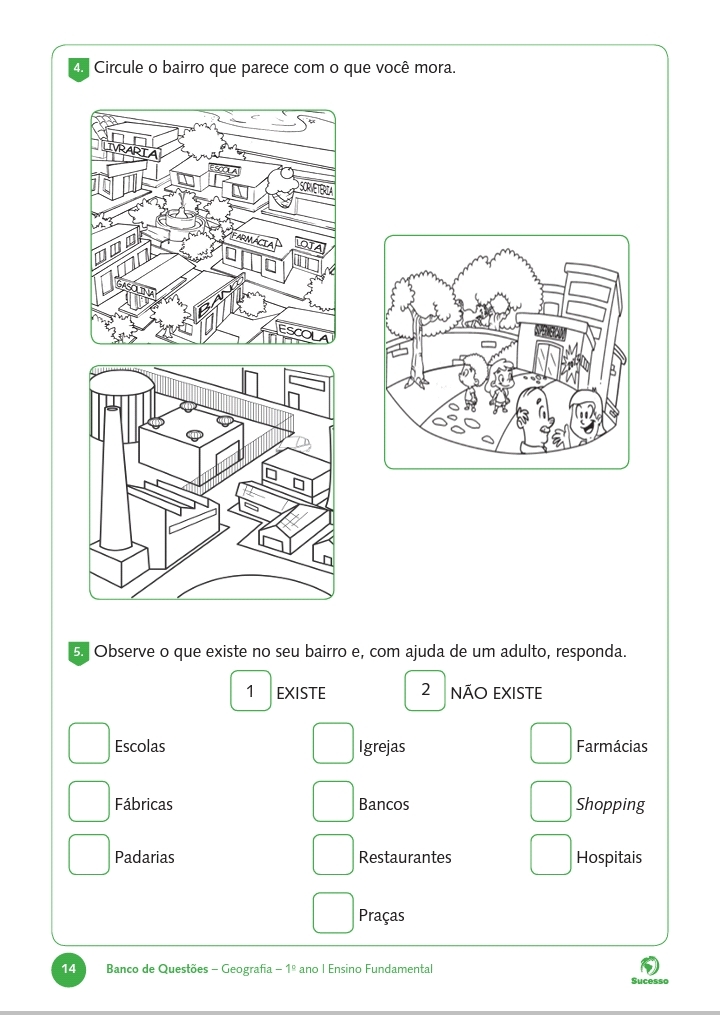 4. Circule o bairro que parece com o que você mora.
LIVRARIA
ESCOLA
SORVETERIA
FARMÁCIA
LOJA
GASOLINA
BANCO
ESCOLA
SUPERMERCADO
5. Observe o que existe no seu bairro e, com ajuda de um adulto, responda.
1 EXISTE 2 NÃO EXISTE
Escolas Igrejas Farmácias
Fábricas Bancos Shopping
Padarias Restaurantes Hospitais
Praças
14 Banco de Questões – Geografia – 1º ano | Ensino Fundamental
Sucesso